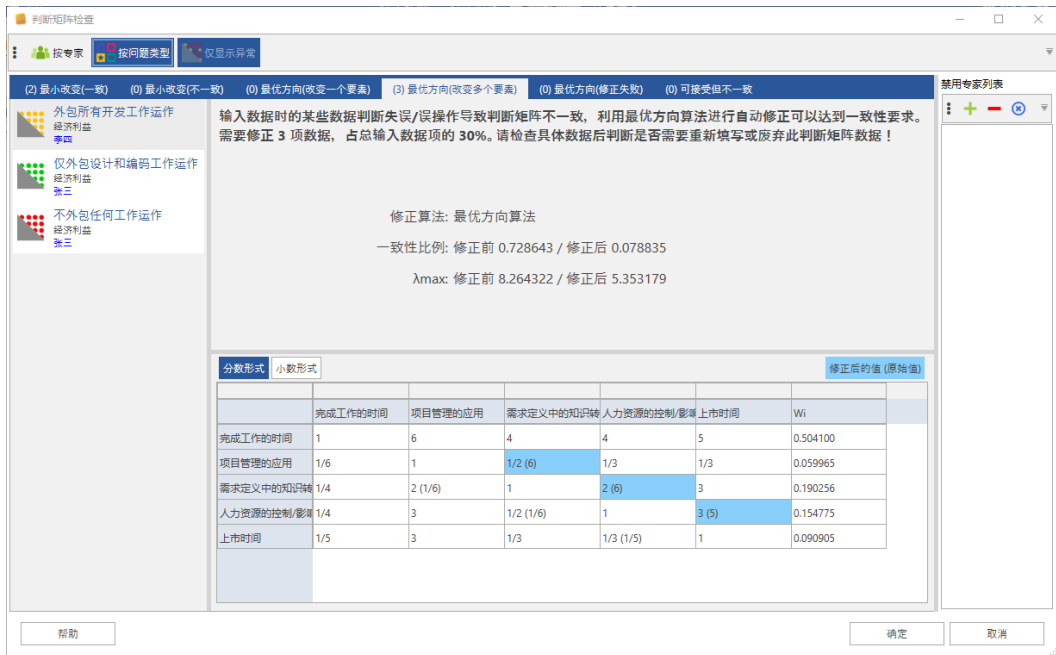 判断矩阵检查
按专家 按问题类型 仅显示异常
(2) 最小改变(一致) (0) 最小改变(不一致) (0) 最优方向(改变一个要素) (3) 最优方向(改变多个要素) (0) 最优方向(修正失败) (0) 可接受但不一致
禁用专家列表
外包所有开发工作运作
经济利益
李四
仅外包设计和编码工作运作
经济利益
张三
不外包任何工作运作
经济利益
张三
输入数据时的某些数据判断失误/误操作导致判断矩阵不一致，利用最优方向算法进行自动修正可以达到一致性要求。
需要修正 3 项数据，占总输入数据项的 30%。请检查具体数据后判断是否需要重新填写或废弃此判断矩阵数据！
修正算法: 最优方向算法
一致性比例: 修正前 0.728643 / 修正后 0.078835
λmax: 修正前 8.264322 / 修正后 5.353179
分数形式 小数形式 修正后的值 (原始值)
完成工作的时间 项目管理的应用 需求定义中的知识转 人力资源的控制/影响 上市时间 Wi
完成工作的时间 1 6 4 4 5 0.504100
项目管理的应用 1/6 1 1/2 (6) 1/3 1/3 0.059965
需求定义中的知识转 1/4 2 (1/6) 1 2 (6) 3 0.190256
人力资源的控制/影响 1/4 3 1/2 (1/6) 1 3 (5) 0.154775
上市时间 1/5 3 1/3 1/3 (1/5) 1 0.090905
帮助 确定 取消